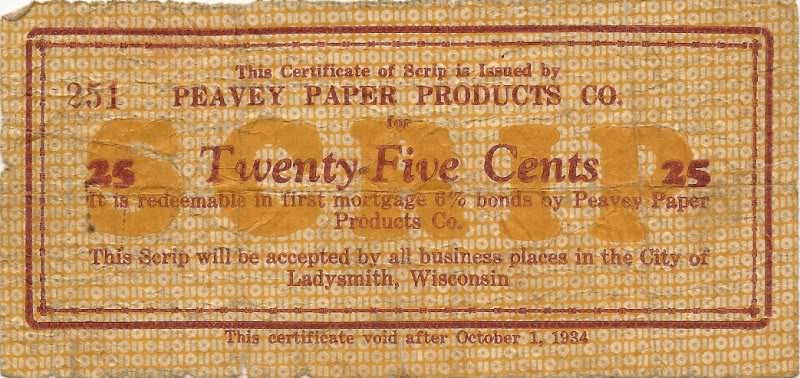 This Certificate of Scrip is Issued by
251 PEAVEY PAPER PRODUCTS CO.
for
SCRIP
25 Twenty-Five Cents 25
It is redeemable in first mortgage 6% bonds by Peavey Paper
Products Co.
This Scrip will be accepted by all business places in the City of
Ladysmith, Wisconsin
This certificate void after October 1, 1934